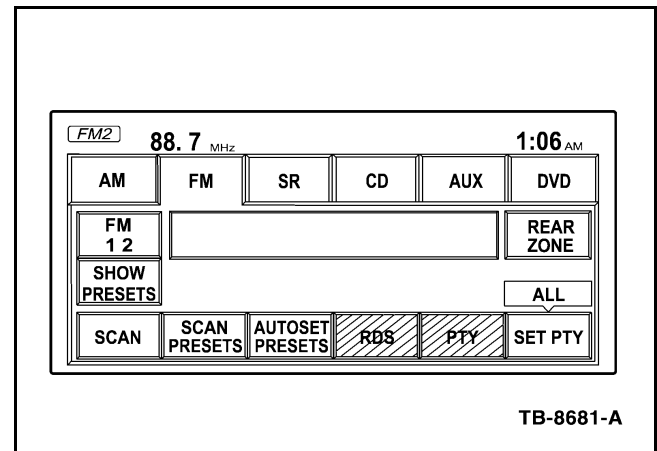 FM2
88.7 MHz
1:06 AM
AM
FM
SR
CD
AUX
DVD
FM
1 2
REAR
ZONE
SHOW
PRESETS
ALL
SCAN
SCAN
PRESETS
AUTOSET
PRESETS
RDS
PTY
SET PTY
TB-8681-A